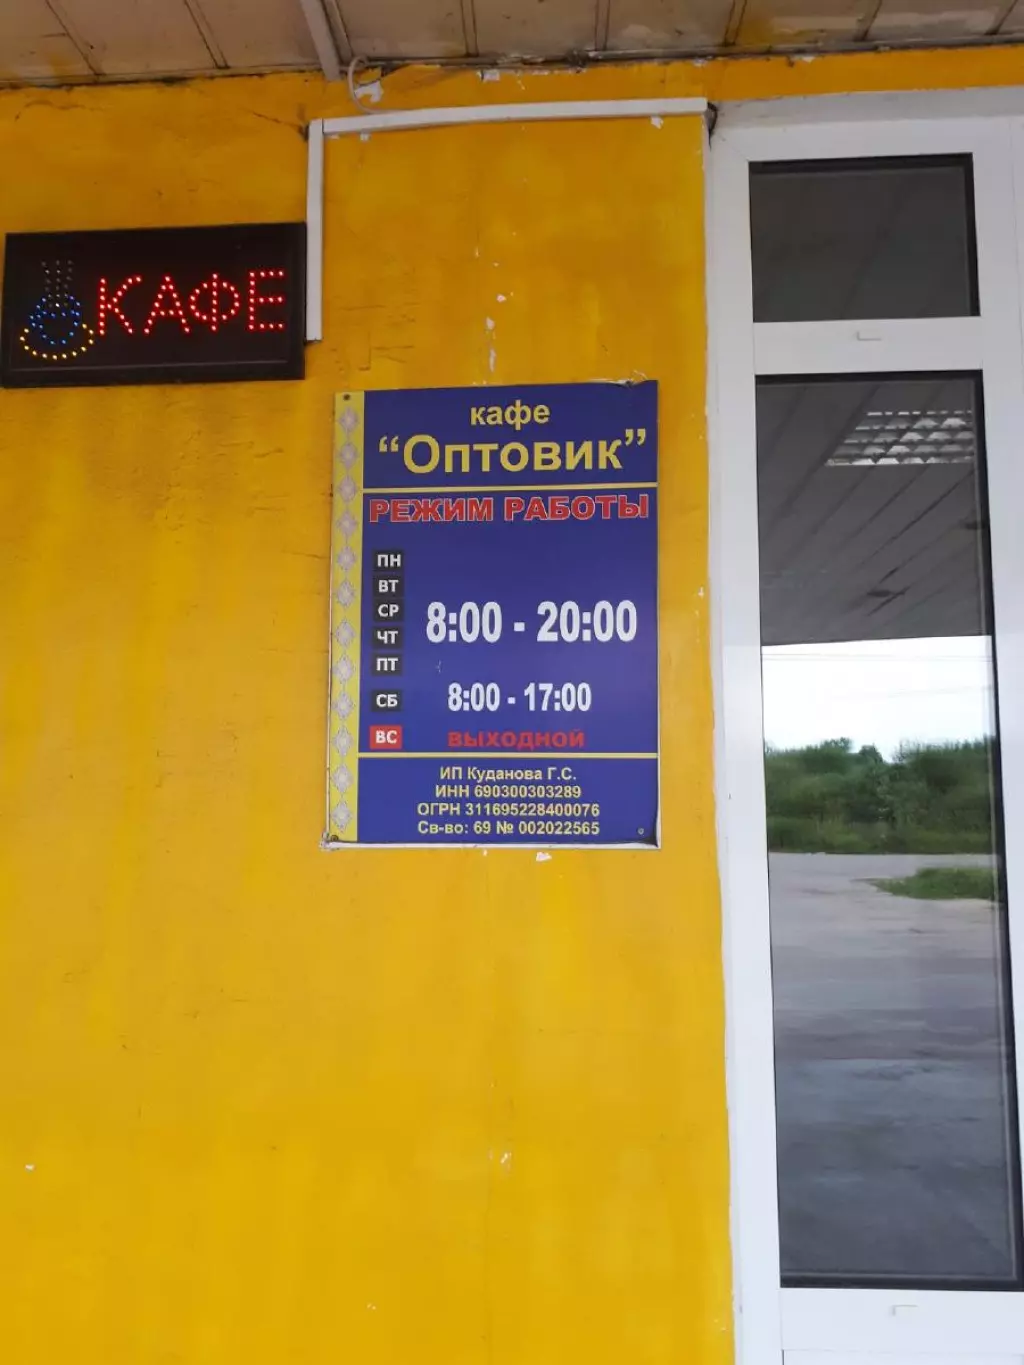 КАФЕ
кафе
“Оптовик”
РЕЖИМ РАБОТЫ
ПН
ВТ
СР
ЧТ
ПТ
8:00 - 20:00
СБ 8:00 - 17:00
ВС ВЫХОДНОЙ
ИП Куданова Г.С.
ИНН 690300303289
ОГРН 311695228400076
Св-во: 69 № 002022565